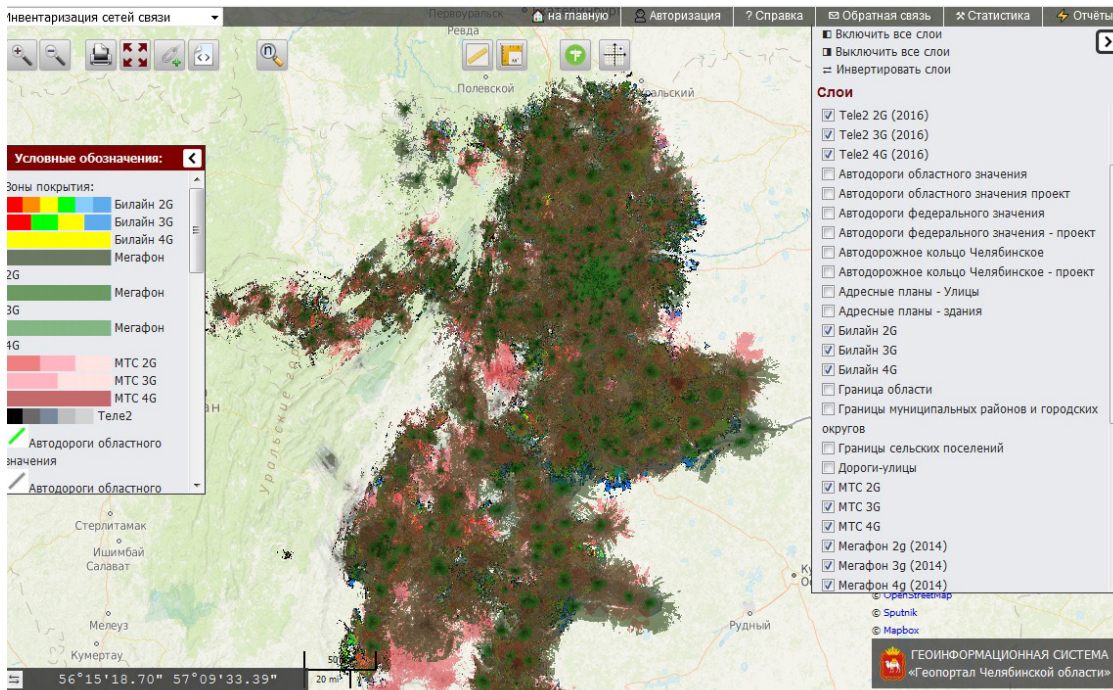 Инвентаризация сетей связи
Первоуральск
на главную
Авторизация
? Справка
Обратная связь
Статистика
Отчёты
Ревда
Полевской
Условные обозначения:
Зоны покрытия:
Билайн 2G
Билайн 3G
Билайн 4G
Мегафон
2G
Мегафон
3G
Мегафон
4G
МТС 2G
МТС 3G
МТС 4G
Теле2
Автодороги областного
значения
Автодороги областного
Стерлитамак
Ишимбай
Салават
Мелеуз
Кумертау
Рудный
20 mi
56°15'18.70" 57°09'33.39"
Включить все слои
Выключить все слои
Инвертировать слои
Слои
Tele2 2G (2016)
Tele2 3G (2016)
Tele2 4G (2016)
Автодороги областного значения
Автодороги областного значения проект
Автодороги федерального значения
Автодороги федерального значения - проект
Автодорожное кольцо Челябинское
Автодорожное кольцо Челябинское - проект
Адресные планы - Улицы
Адресные планы - здания
Билайн 2G
Билайн 3G
Билайн 4G
Граница области
Границы муниципальных районов и городских
округов
Границы сельских поселений
Дороги-улицы
МТС 2G
МТС 3G
МТС 4G
Мегафон 2g (2014)
Мегафон 3g (2014)
Мегафон 4g (2014)
© OpenStreetMap
© Sputnik
© Mapbox
ГЕОИНФОРМАЦИОННАЯ СИСТЕМА
«Геопортал Челябинской области»